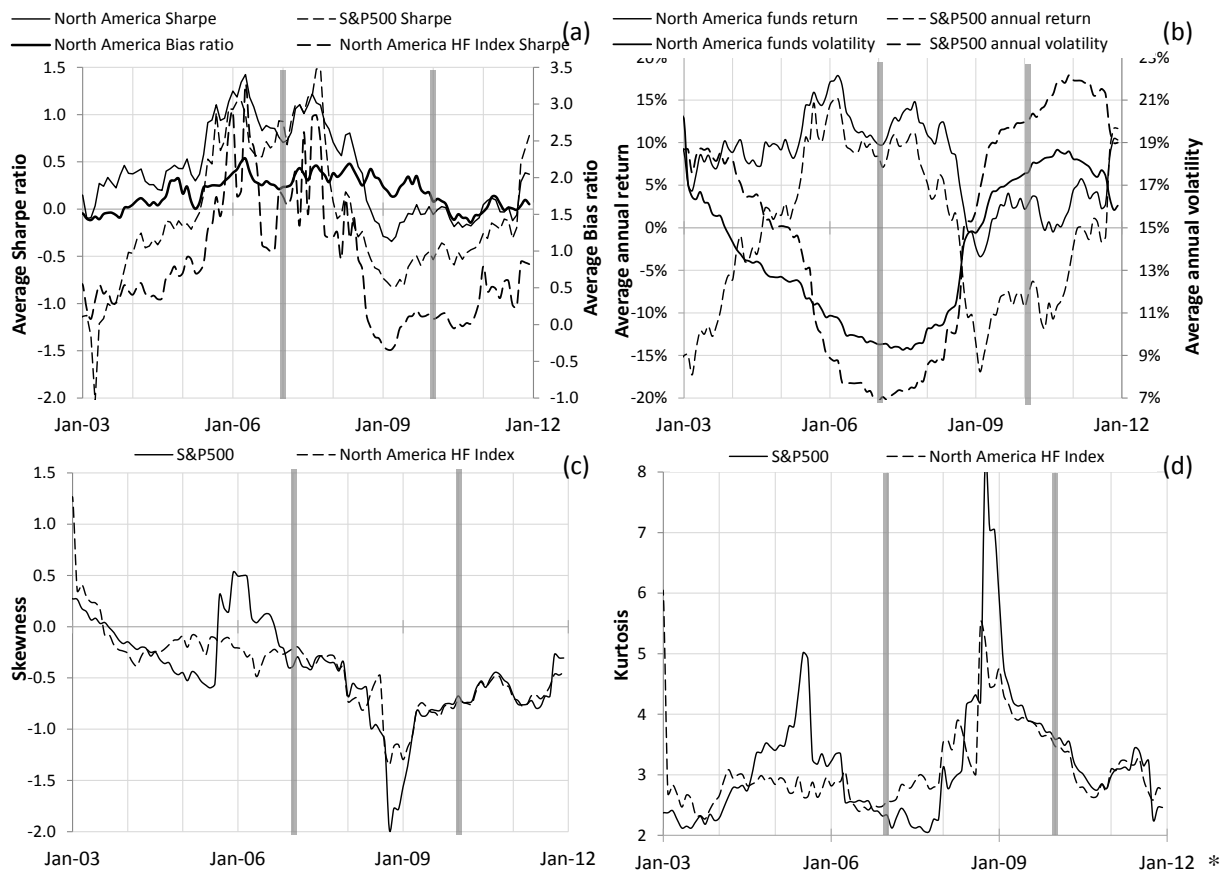 North America Sharpe
S&P500 Sharpe
North America Bias ratio
North America HF Index Sharpe
(a)
1.5
1.0
0.5
0.0
-0.5
-1.0
-1.5
-2.0
Average Sharpe ratio
3.5
3.0
2.5
2.0
1.5
1.0
0.5
0.0
-0.5
-1.0
Average Bias ratio
Jan-03
Jan-06
Jan-09
Jan-12
North America funds return
S&P500 annual return
North America funds volatility
S&P500 annual volatility
(b)
20%
15%
10%
5%
0%
-5%
-10%
-15%
-20%
Average annual return
23%
21%
19%
17%
15%
13%
11%
9%
7%
Average annual volatility
Jan-03
Jan-06
Jan-09
Jan-12
S&P500
North America HF Index
(c)
1.5
1.0
0.5
0.0
-0.5
-1.0
-1.5
-2.0
Skewness
Jan-03
Jan-06
Jan-09
Jan-12
S&P500
North America HF Index
(d)
8
7
6
5
4
3
2
Kurtosis
Jan-03
Jan-06
Jan-09
Jan-12
*